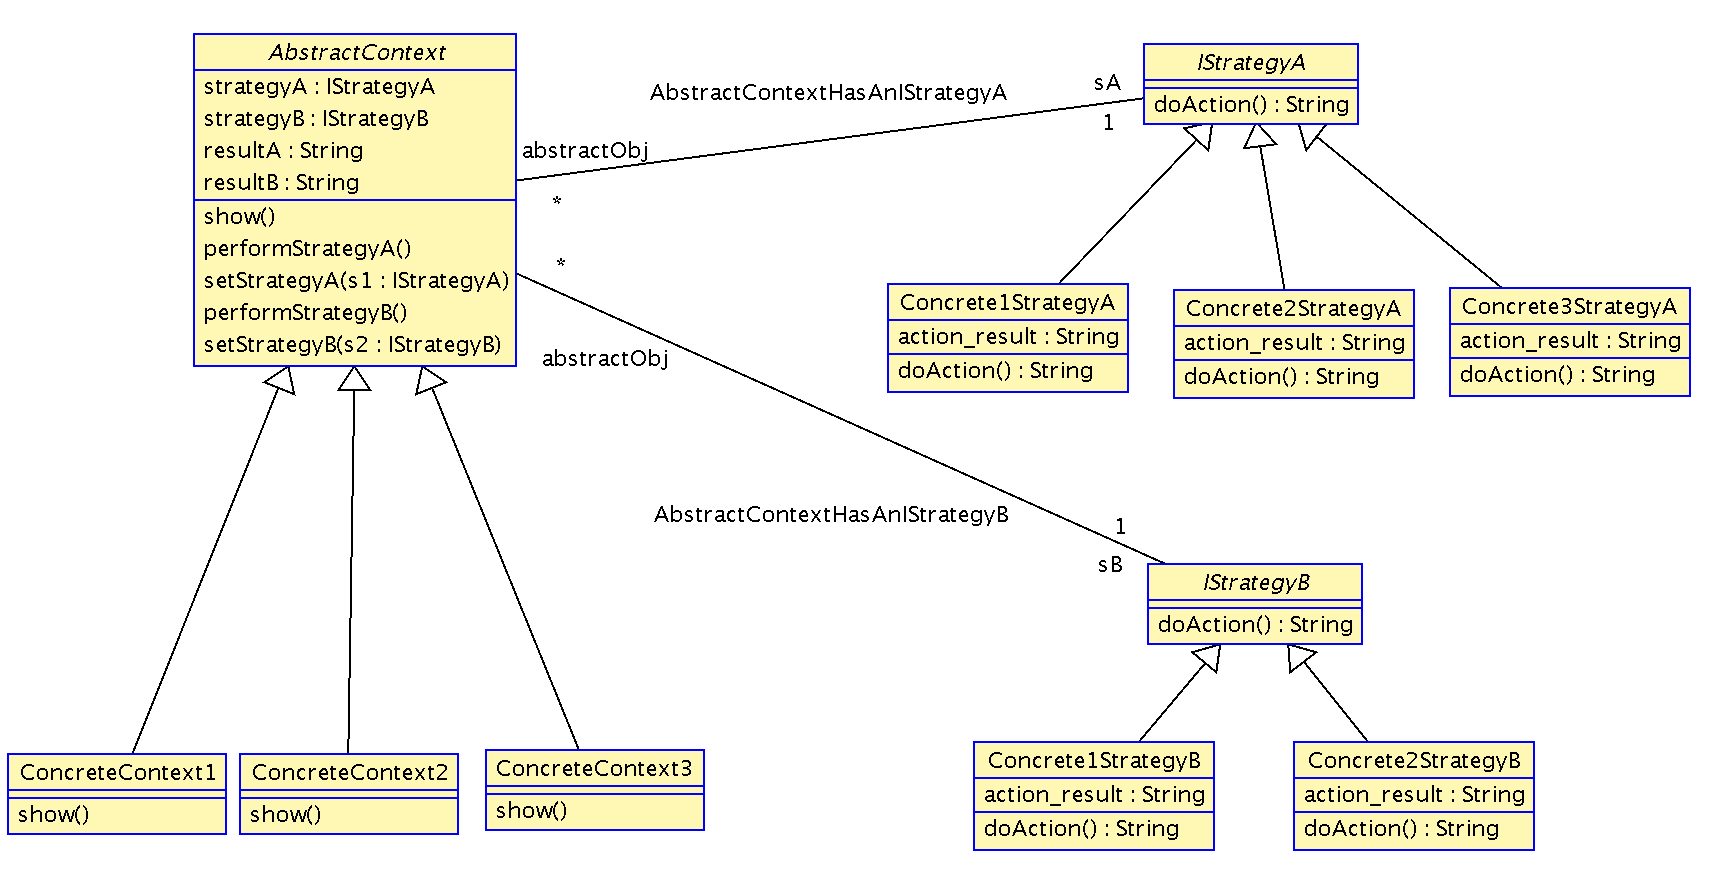 AbstractContext
strategyA : IStrategyA
strategyB : IStrategyB
resultA : String
resultB : String
show()
performStrategyA()
setStrategyA(s1 : IStrategyA)
performStrategyB()
setStrategyB(s2 : IStrategyB)
AbstractContextHasAnIStrategyA
sA
1
abstractObj
*
IStrategyA
doAction() : String
Concrete1StrategyA
action_result : String
doAction() : String
Concrete2StrategyA
action_result : String
doAction() : String
Concrete3StrategyA
action_result : String
doAction() : String
*
abstractObj
AbstractContextHasAnIStrategyB
1
sB
IStrategyB
doAction() : String
ConcreteContext1
show()
ConcreteContext2
show()
ConcreteContext3
show()
Concrete1StrategyB
action_result : String
doAction() : String
Concrete2StrategyB
action_result : String
doAction() : String